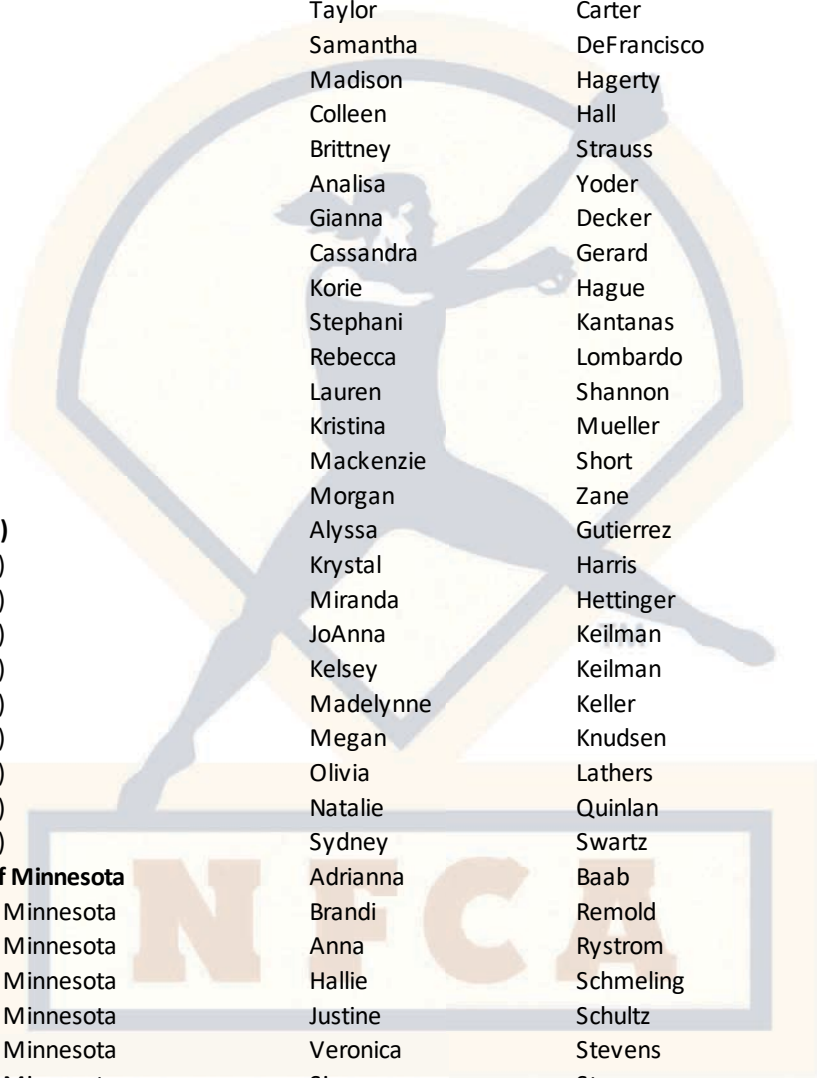 Taylor Carter
Samantha DeFrancisco
Madison Hagerty
Colleen Hall
Brittney Strauss
Analisa Yoder
Gianna Decker
Cassandra Gerard
Korie Hague
Stephani Kantanas
Rebecca Lombardo
Lauren Shannon
Kristina Mueller
Mackenzie Short
Morgan Zane
) Alyssa Gutierrez
) Krystal Harris
) Miranda Hettinger
) JoAnna Keilman
) Kelsey Keilman
) Madelynne Keller
) Megan Knudsen
) Olivia Lathers
) Natalie Quinlan
) Sydney Swartz
f Minnesota Adrianna Baab
Minnesota Brandi Remold
Minnesota Anna Rystrom
Minnesota Hallie Schmeling
Minnesota Justine Schultz
Minnesota Veronica Stevens
TM
NFCA